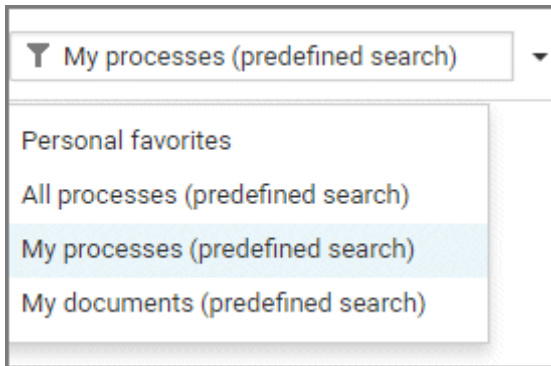 My processes (predefined search)
Personal favorites
All processes (predefined search)
My processes (predefined search)
My documents (predefined search)